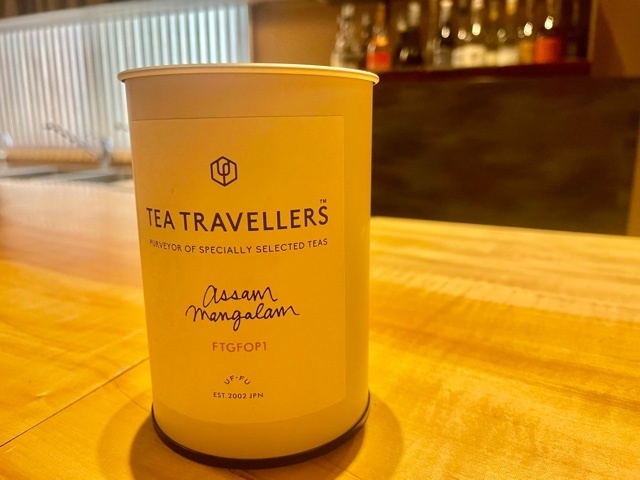 TEA TRAVELLERS™
PURVEYOR OF SPECIALLY SELECTED TEAS
Assam
Mangalam
FTGFOP1
UF-FU
EST.2002 JPN